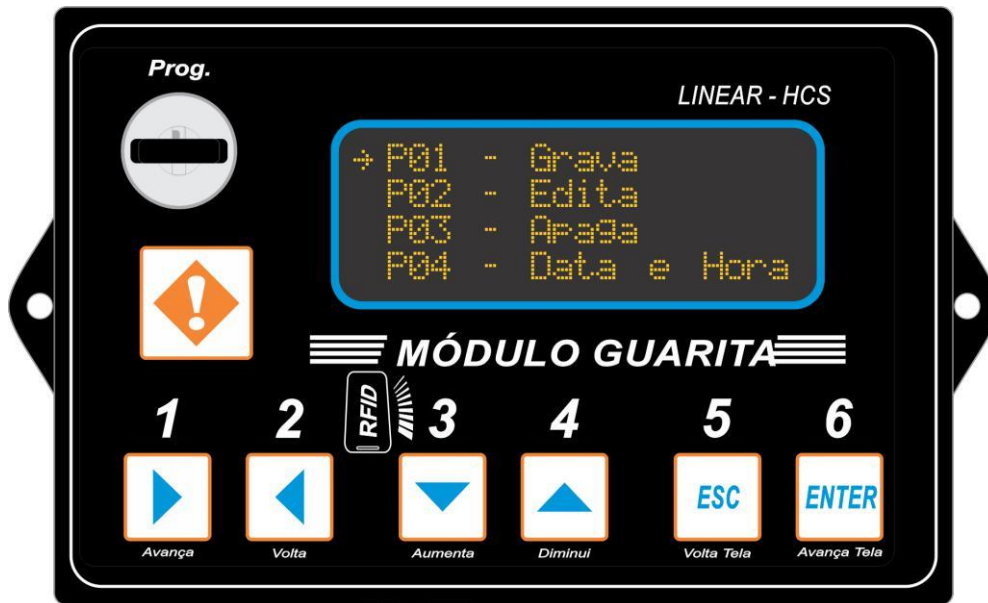 Prog.
LINEAR - HCS
→ P01 - Grava
P02 - Edita
P03 - Apaga
P04 - Data e Hora
!
MÓDULO GUARITA
RFID
1 2 3 4 5 6
ESC ENTER
Avança Volta Aumenta Diminui Volta Tela Avança Tela